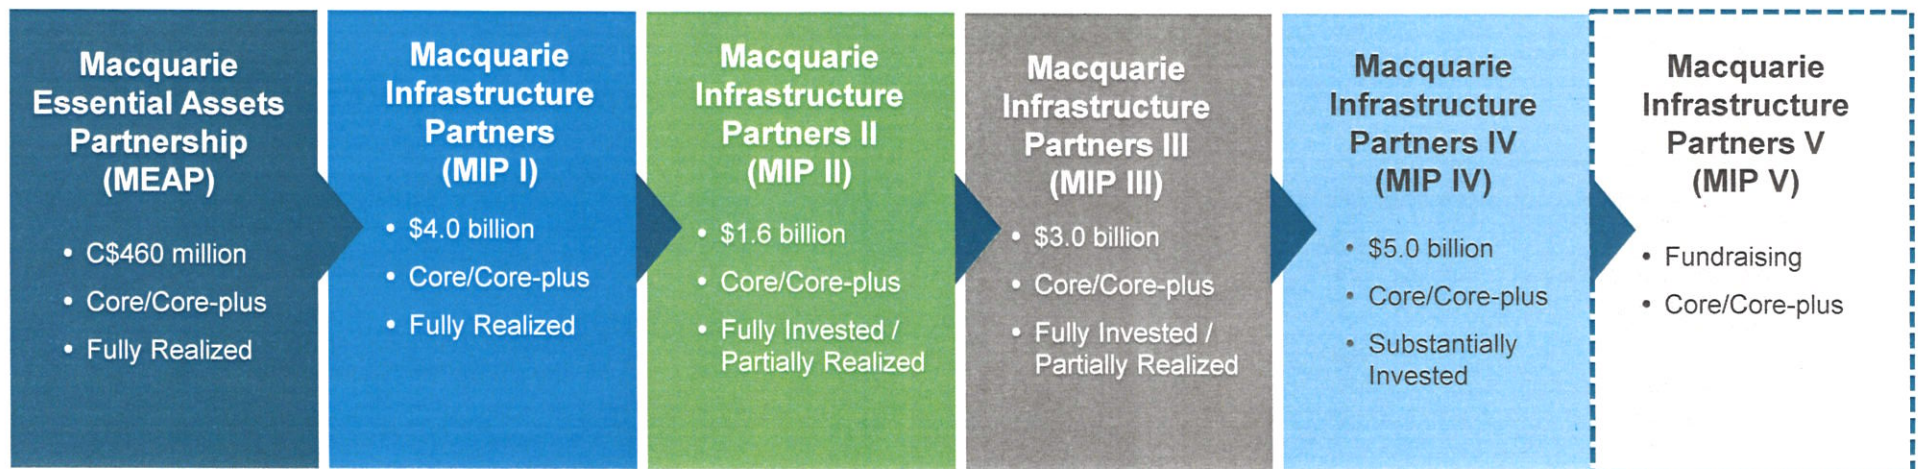 Macquarie
Essential Assets
Partnership
(MEAP)
• C$460 million
• Core/Core-plus
• Fully Realized
Macquarie
Infrastructure
Partners
(MIP I)
• $4.0 billion
• Core/Core-plus
• Fully Realized
Macquarie
Infrastructure
Partners II
(MIP II)
• $1.6 billion
• Core/Core-plus
• Fully Invested /
Partially Realized
Macquarie
Infrastructure
Partners III
(MIP III)
• $3.0 billion
• Core/Core-plus
• Fully Invested /
Partially Realized
Macquarie
Infrastructure
Partners IV
(MIP IV)
• $5.0 billion
• Core/Core-plus
• Substantially
Invested
Macquarie
Infrastructure
Partners V
(MIP V)
• Fundraising
• Core/Core-plus